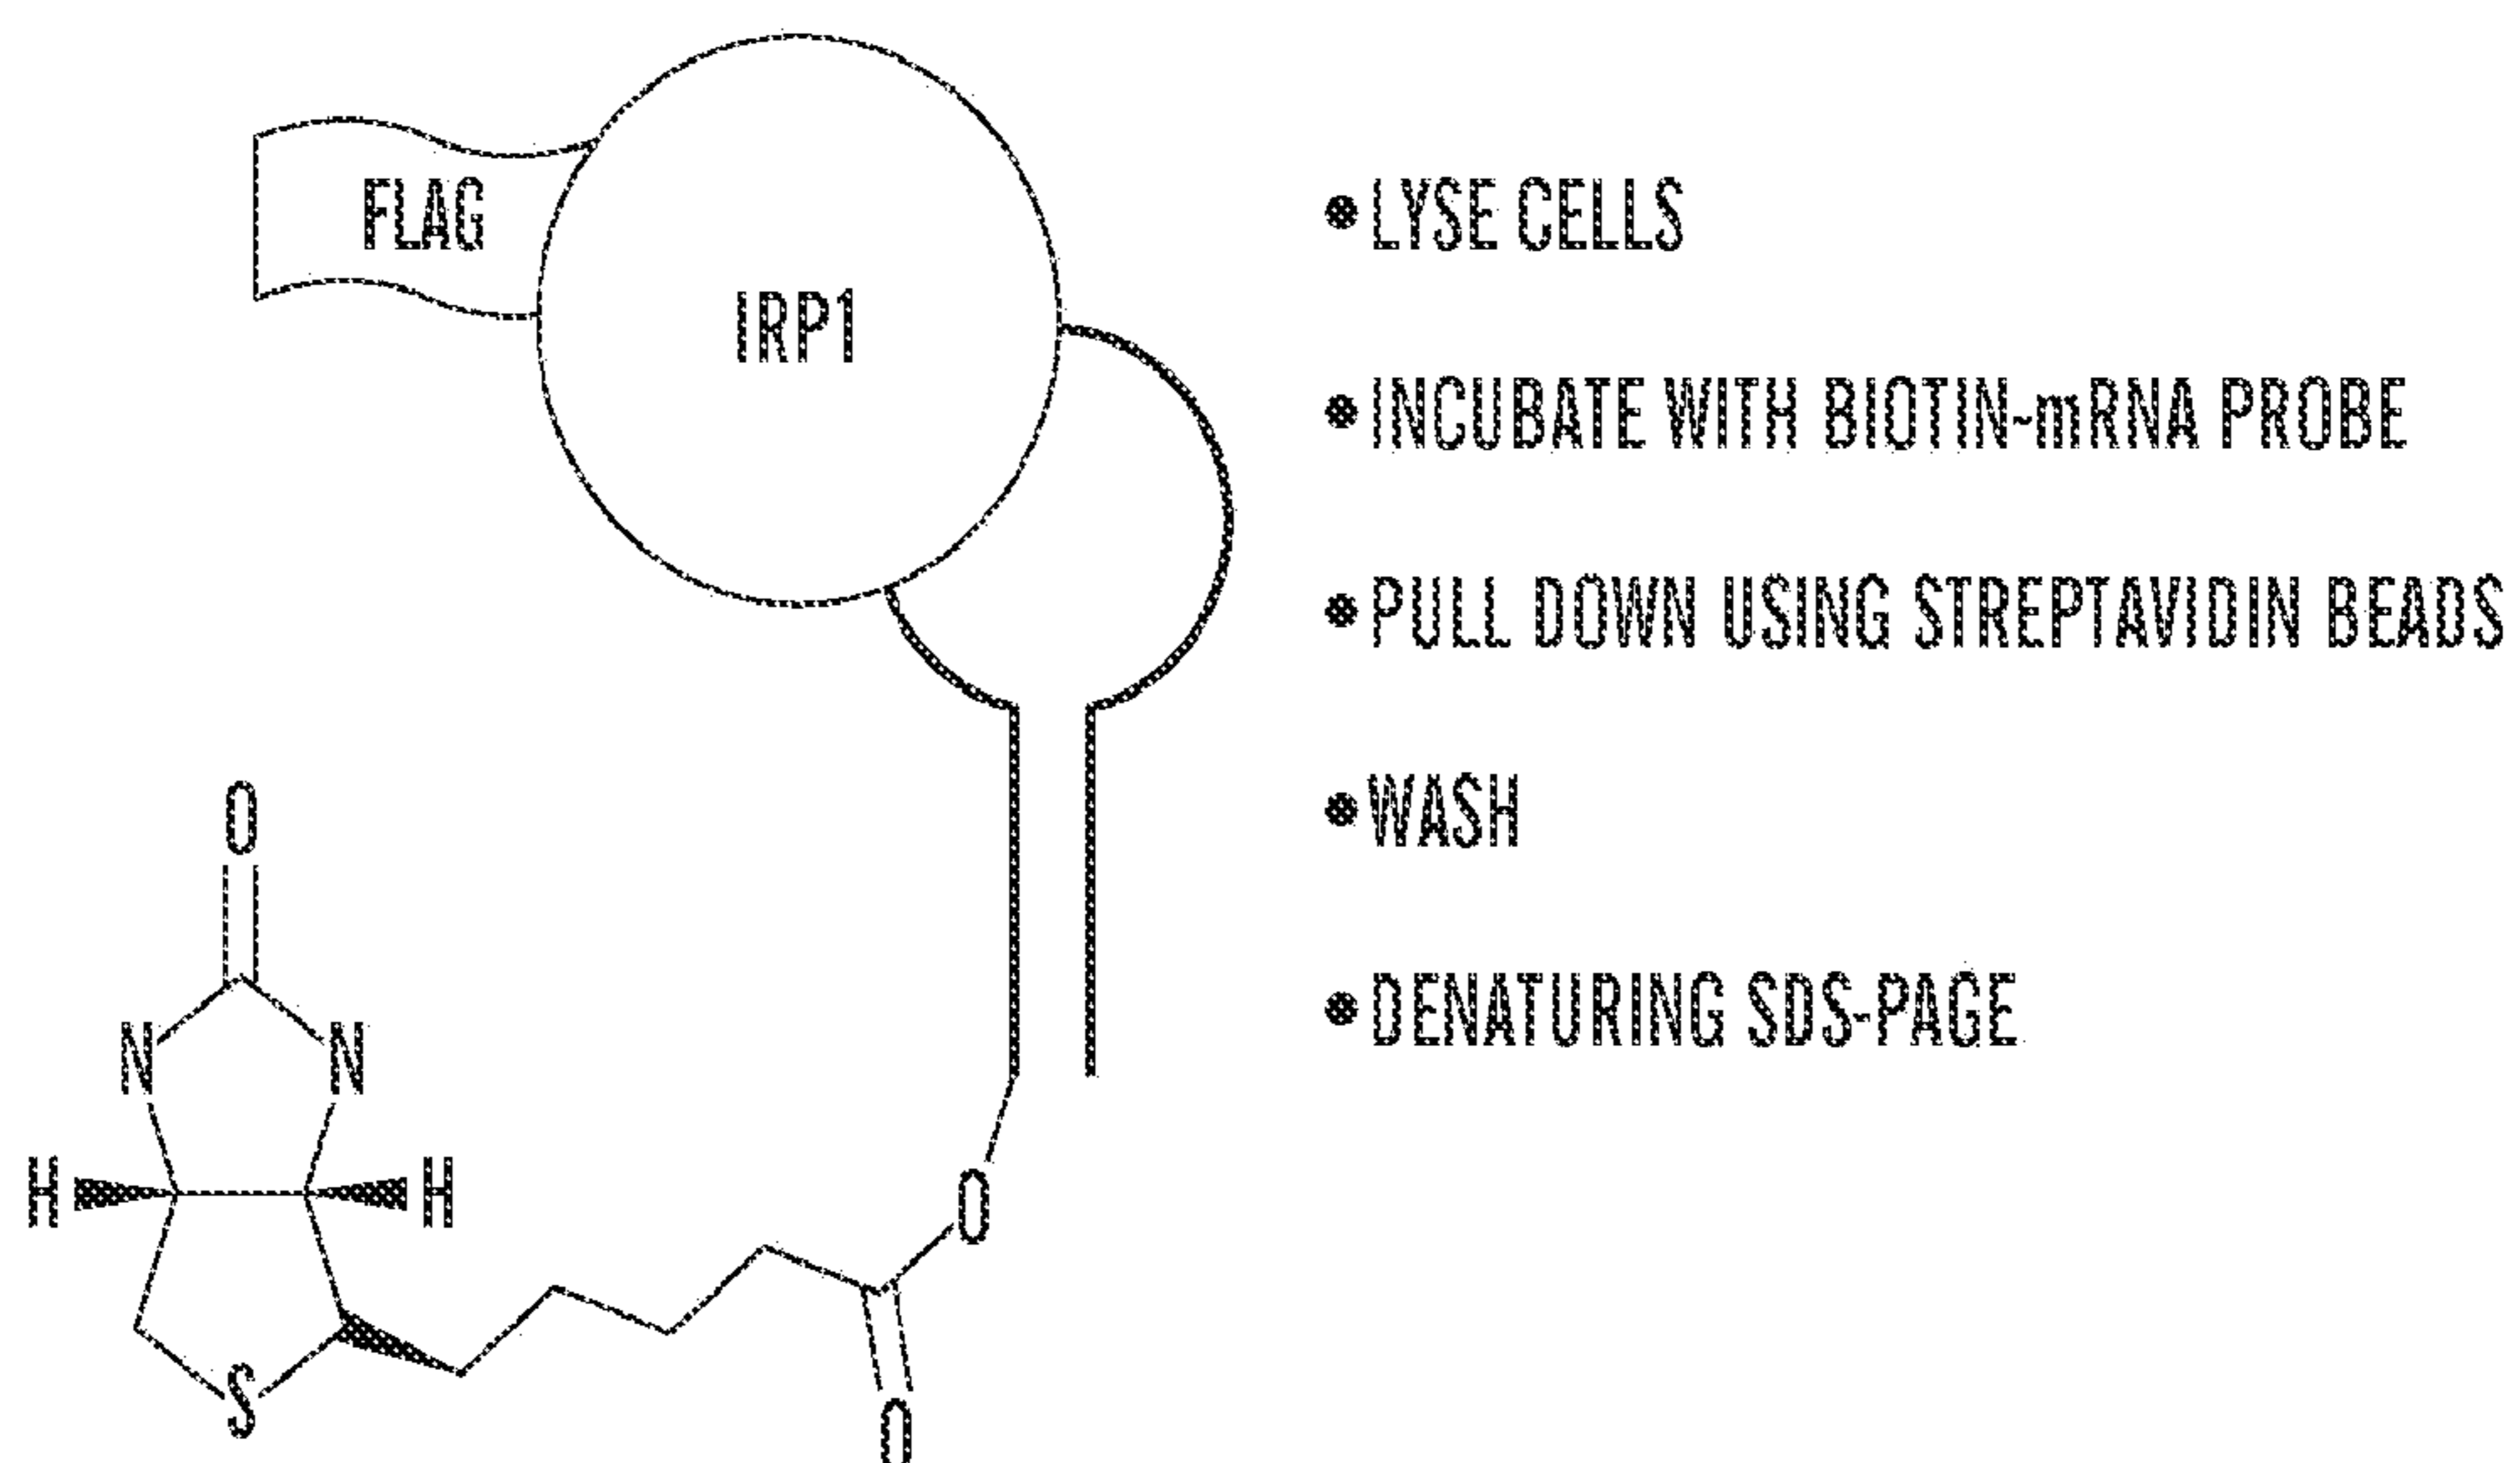 FLAG
IRP1
•LYSE CELLS
•INCUBATE WITH BIOTIN-mRNA PROBE
•PULL DOWN USING STREPTAVIDIN BEADS
•WASH
•DENATURING SDS-PAGE
O
N N
H H
O
S
O